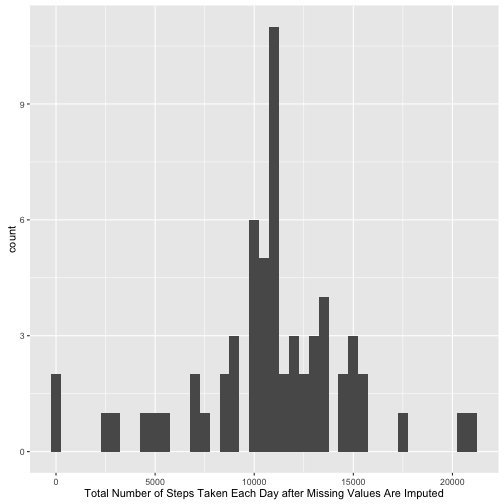 count
9
6
3
0
0 5000 10000 15000 20000
Total Number of Steps Taken Each Day after Missing Values Are Imputed